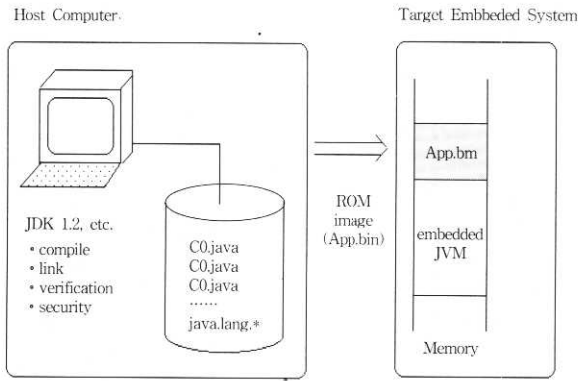 Host Computer
JDK 1.2, etc.
• compile
• link
• verification
• security
C0.java
C0.java
C0.java
......
java.lang.*
ROM
image
(App.bin)
Target Embbeded System
App.bm
embedded
JVM
Memory